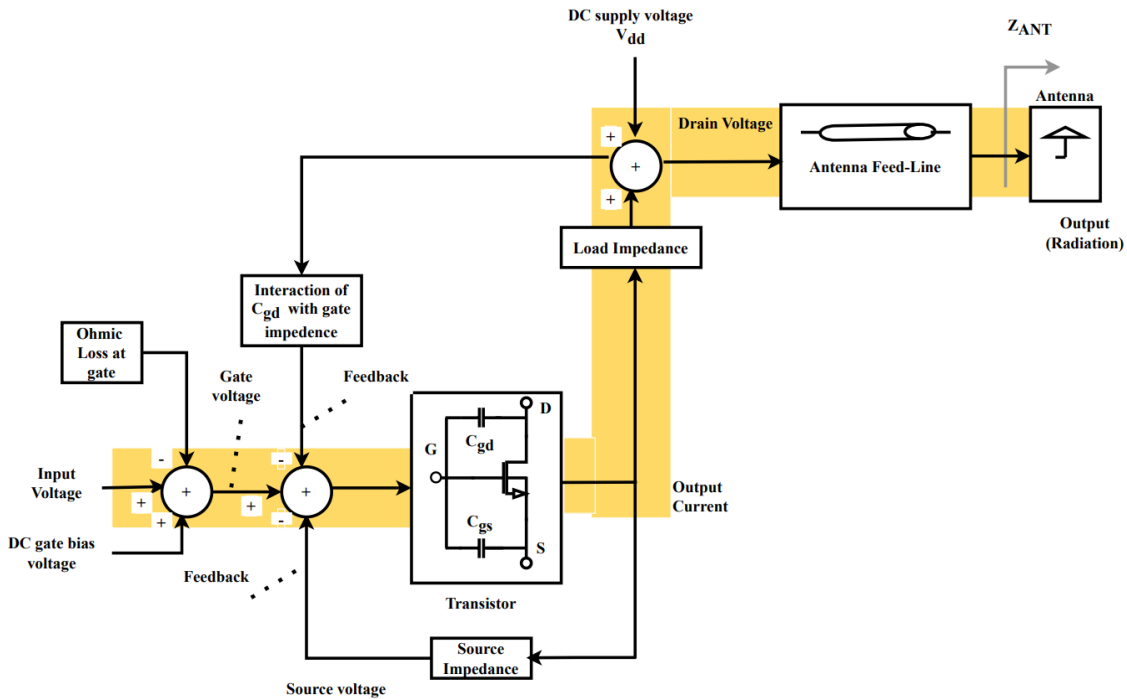 DC supply voltage
Vdd
ZANT
Antenna
Drain Voltage
+
+
+
Antenna Feed-Line
Output
(Radiation)
Load Impedance
Interaction of
Cgd with gate
impedence
Ohmic
Loss at
gate
Gate
voltage
Feedback
D
Cgd
G
-
-
Input
Voltage
+
+
+
+
+
-
Output
Current
Cgs
S
DC gate bias
voltage
Feedback
Transistor
Source
Impedance
Source voltage